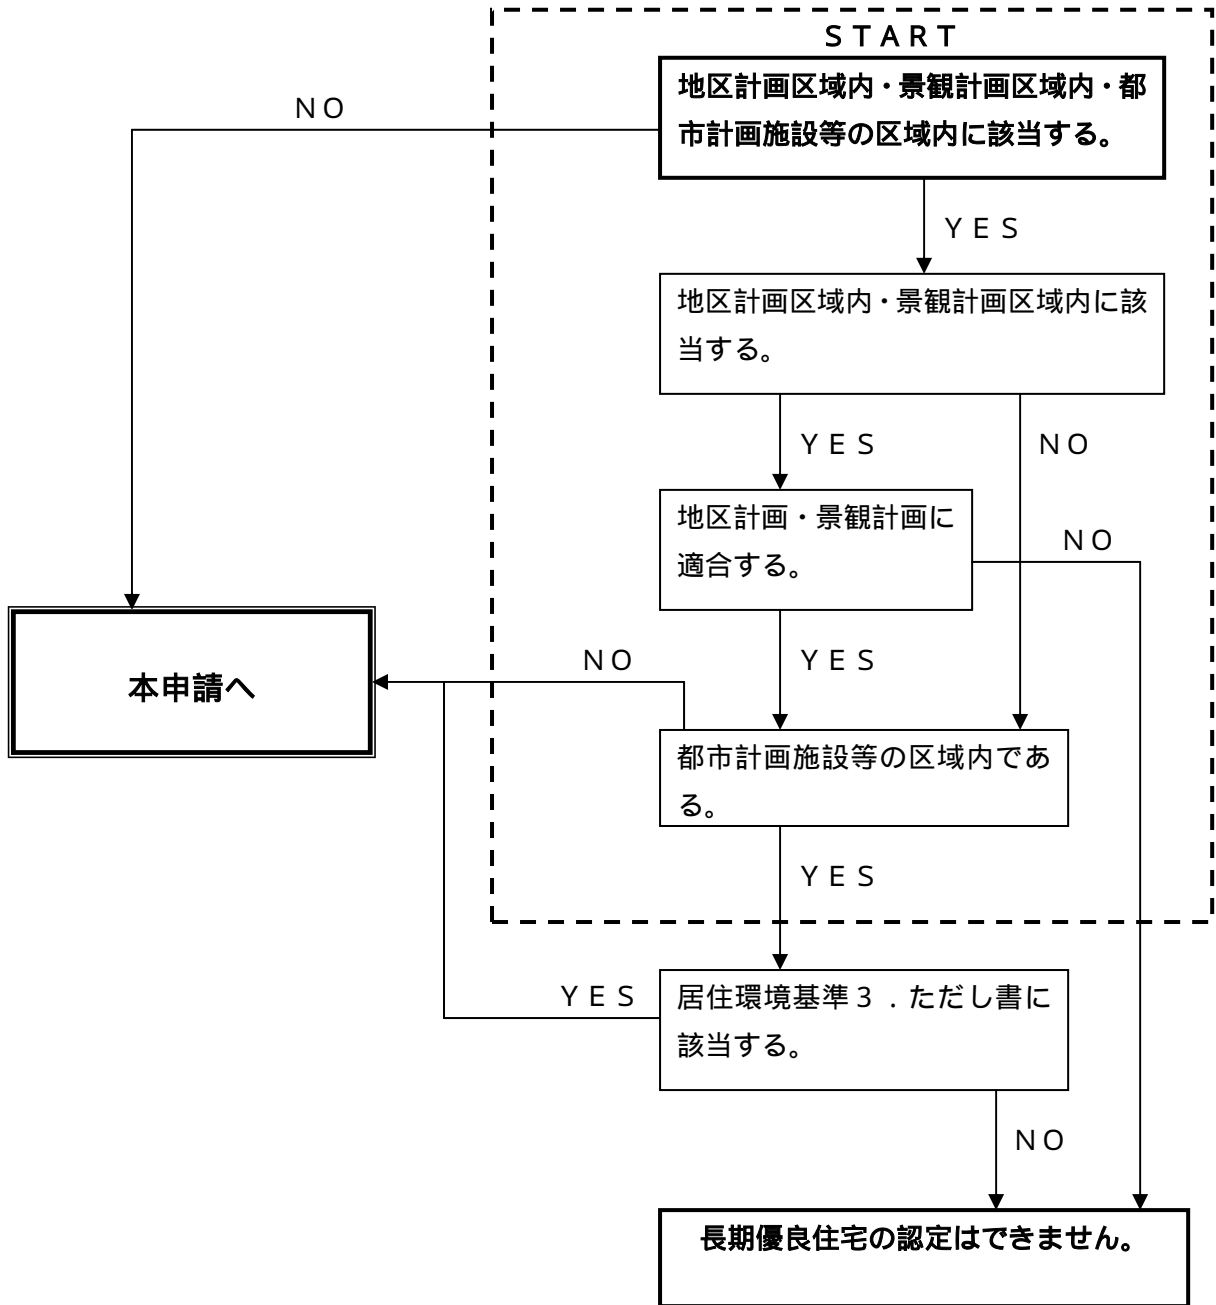 ＳＴＡＲＴ
地区計画区域内・景観計画区域内・都
市計画施設等の区域内に該当する。
ＮＯ
ＹＥＳ
地区計画区域内・景観計画区域内に該
当する。
ＹＥＳ
ＮＯ
地区計画・景観計画に
適合する。
ＮＯ
ＹＥＳ
ＮＯ
本申請へ
都市計画施設等の区域内であ
る。
ＹＥＳ
ＹＥＳ
居住環境基準３．ただし書に
該当する。
ＮＯ
長期優良住宅の認定はできません。